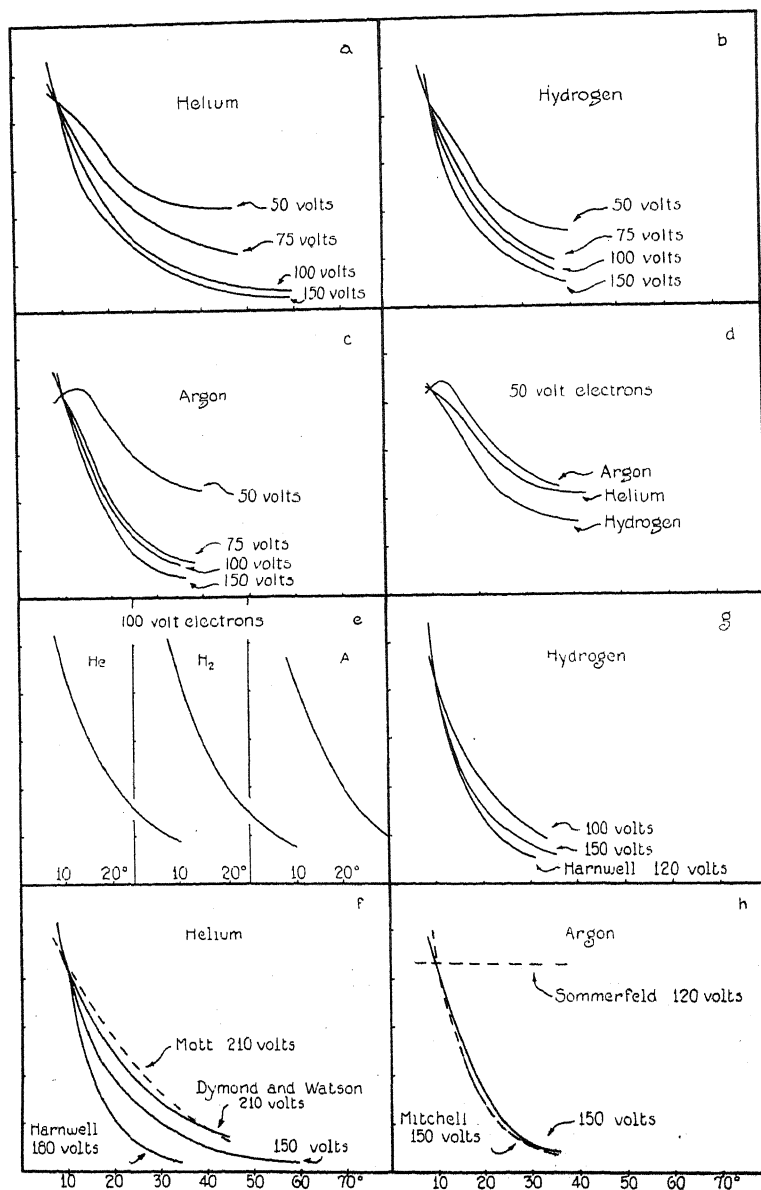 a
Helium
50 volts
75 volts
100 volts
150 volts
b
Hydrogen
50 volts
75 volts
100 volts
150 volts
c
Argon
50 volts
75 volts
100 volts
150 volts
d
50 volt electrons
Argon
Helium
Hydrogen
100 volt electrons
e
He
H₂
A
10 20° 10 20° 10 20°
g
Hydrogen
100 volts
150 volts
Harnwell 120 volts
f
Helium
Mott 210 volts
Dymond and Watson
210 volts
Harnwell
180 volts
150 volts
10 20 30 40 50 60 70°
h
Argon
Sommerfeld 120 volts
Mitchell
150 volts
150 volts
10 20 30 40 50 60 70°